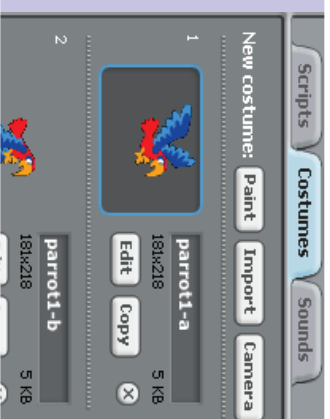 Scripts Costumes Sounds
New costume: Paint Import Camera
1
parrot1-a
181x218 5 KB
Edit Copy
2
parrot1-b
181x218 5 KB